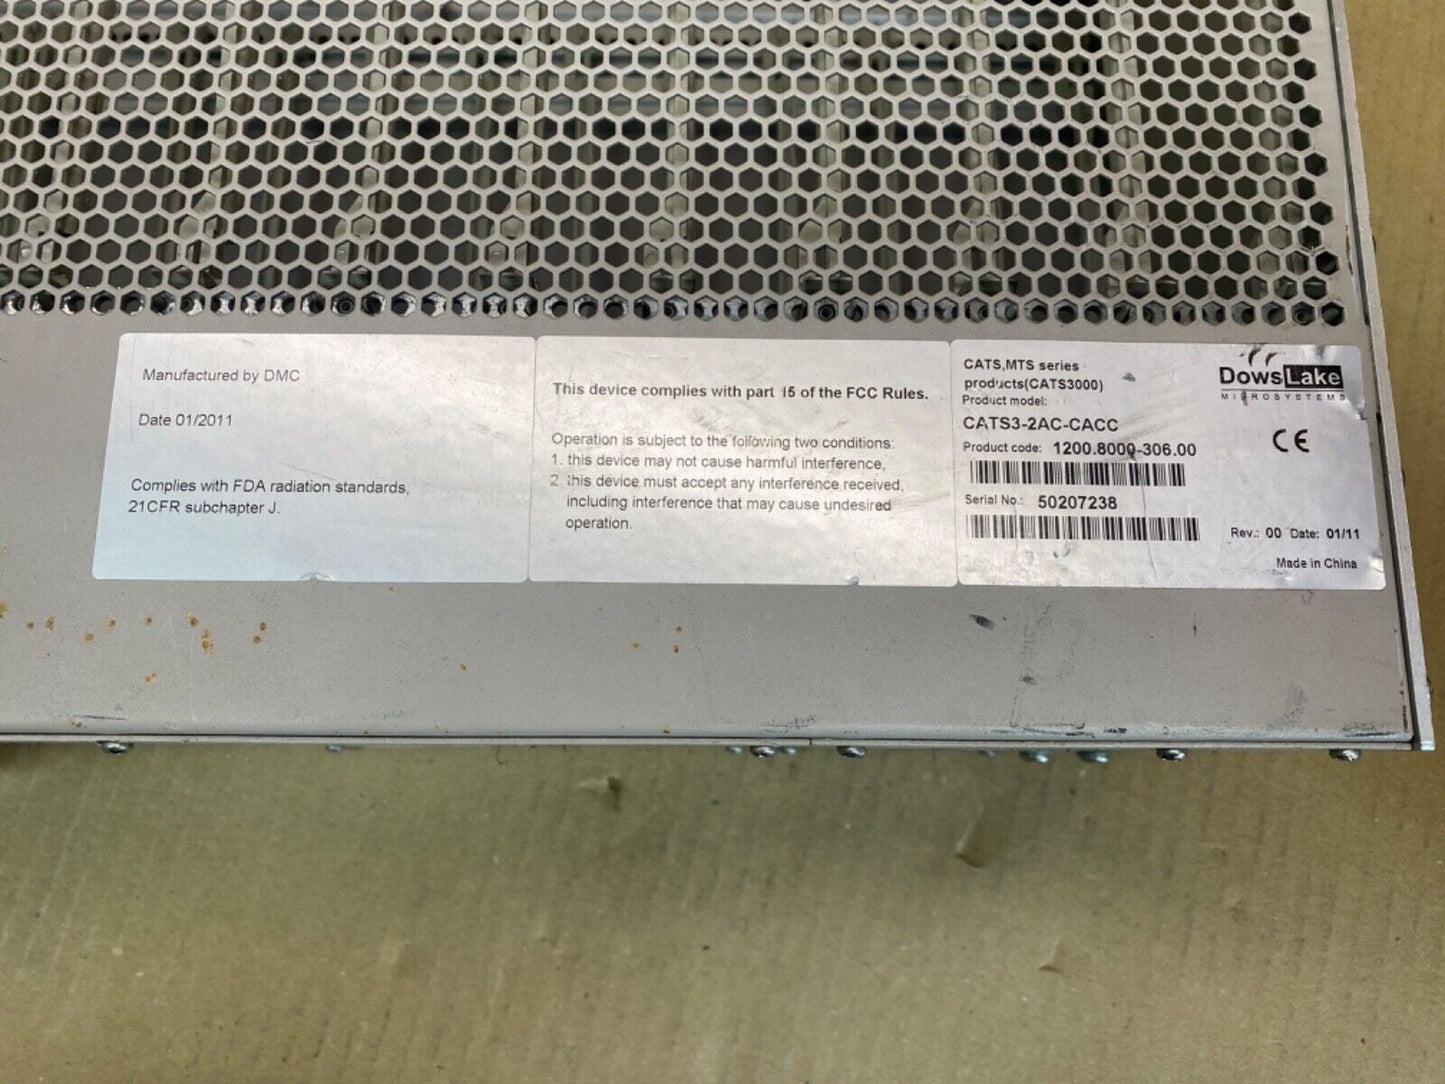 Manufactured by DMC
Date 01/2011
Complies with FDA radiation standards,
21CFR subchapter J.
This device complies with part 15 of the FCC Rules.
Operation is subject to the following two conditions:
1. this device may not cause harmful interference,
2. this device must accept any interference received,
including interference that may cause undesired
operation.
CATS,MTS series
products(CATS3000)
Product model:
CATS3-2AC-CACC
Product code: 1200.8000-306.00
Serial No.: 50207238
DowsLake
MICROSYSTEMS
CE
Rev.: 00 Date: 01/11
Made in China